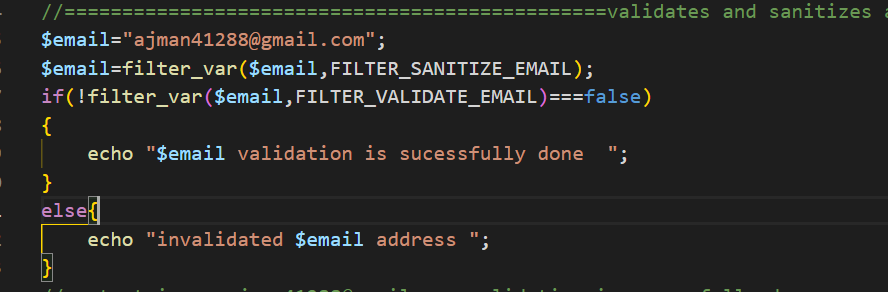 //===============================================validates and sanitizes
$email="ajman41288@gmail.com";
$email=filter_var($email,FILTER_SANITIZE_EMAIL);
if(!filter_var($email,FILTER_VALIDATE_EMAIL)===false)
{
echo "$email validation is sucessfully done  ";
}
else{
echo "invalidated $email address ";
}